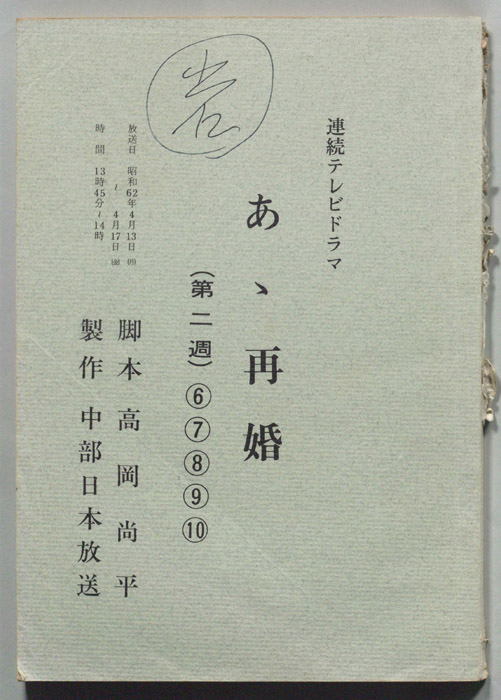 連続テレビドラマ
あゝ再婚
(第二週)⑥⑦⑧⑨⑩
放送日 昭和62年4月13日(月)
~4月17日(金)
時間 13時45分~14時
脚本 高岡尚平
製作 中部日本放送